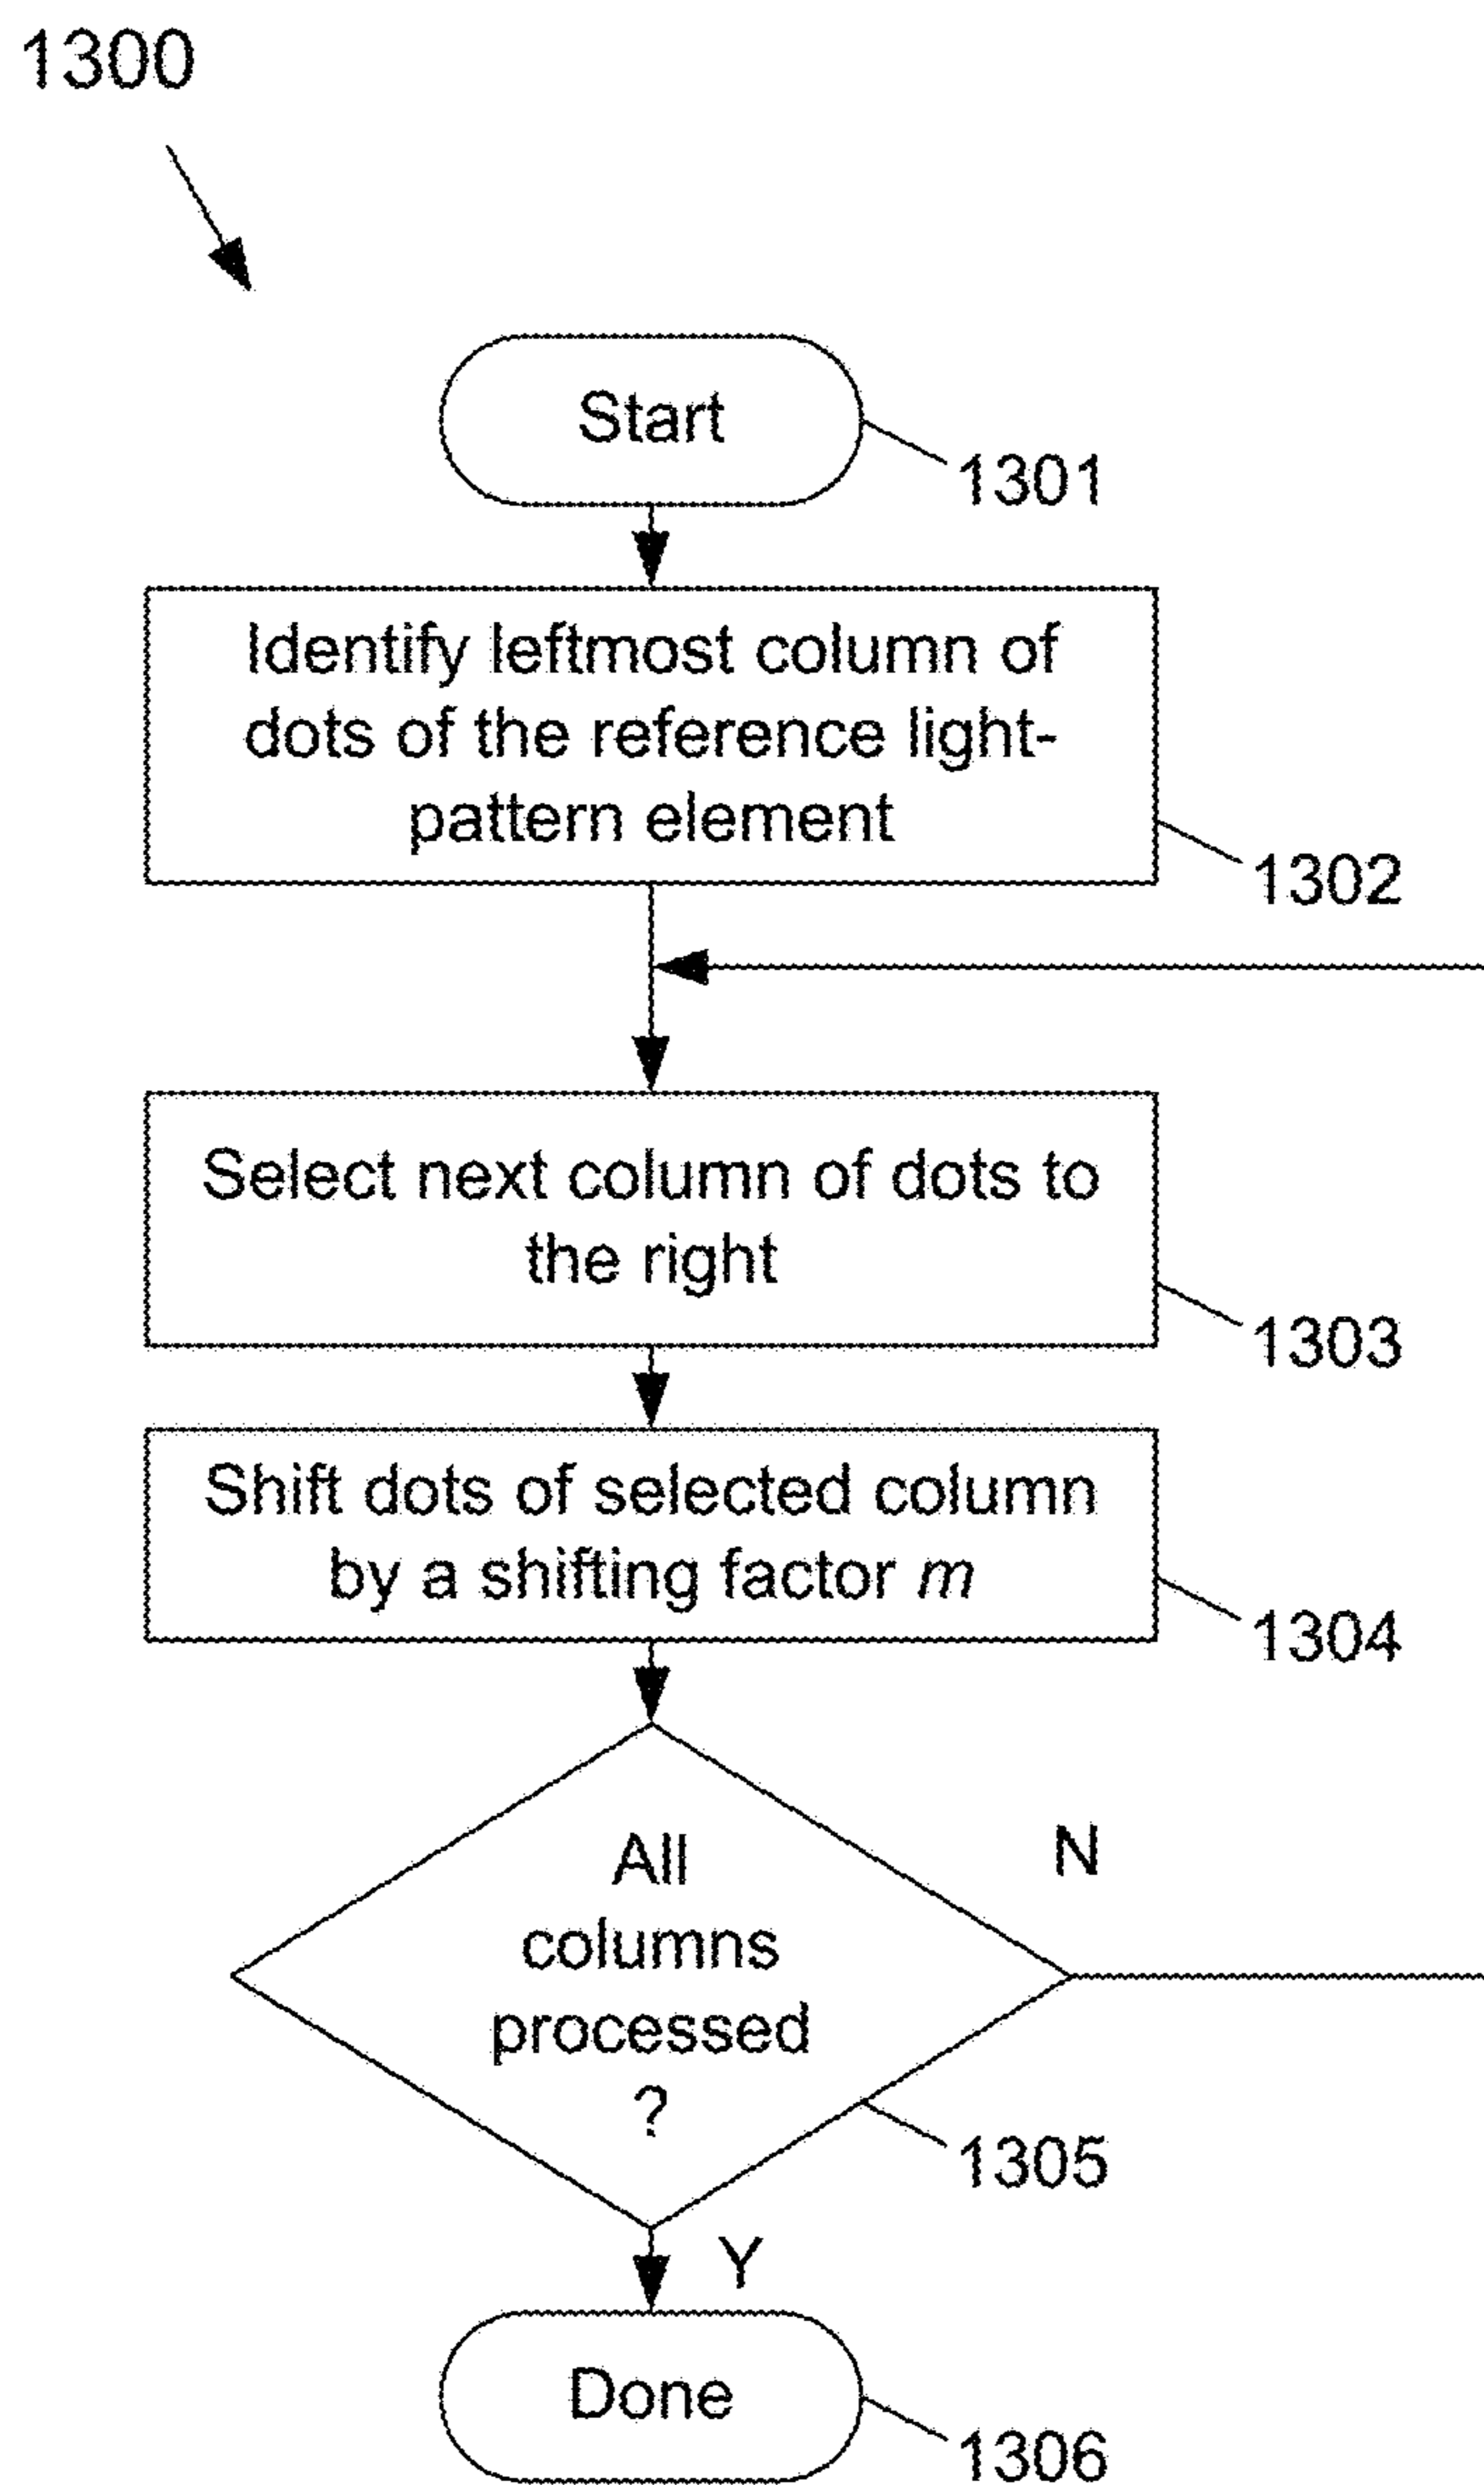 1300
Start
1301
Identify leftmost column of
dots of the reference light-
pattern element
1302
Select next column of dots to
the right
1303
Shift dots of selected column
by a shifting factor m
1304
All
columns
processed
?
N
1305
Y
Done
1306